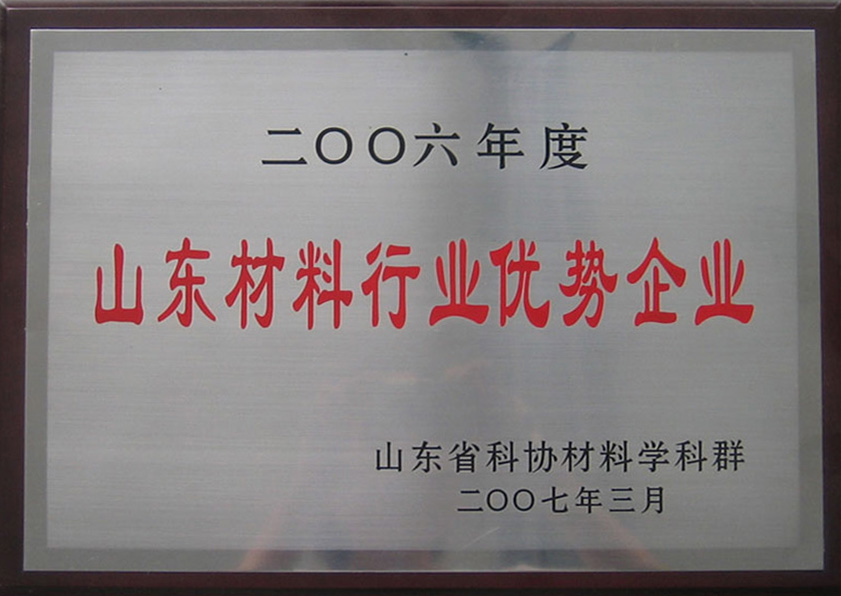 二〇〇六年度
山东材料行业优势企业
山东省科协材料学科群
二〇〇七年三月